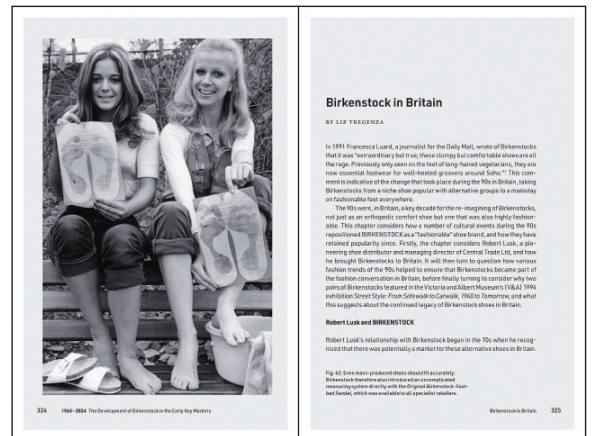 324
1960–2024 The Development of Birkenstock in the Early Key Markets
Birkenstock in Britain
BY LIZ TREGENZA
In 1991 Francesca Luard, a journalist for the Daily Mail, wrote of Birkenstocks
that it was "extraordinary but true, these clumpy but comfortable shoes are all
the rage. Previously only seen on the feet of long-haired vegetarians, they are
now essential footwear for well-heeled groovers around Soho."¹ This com-
ment is indicative of the change that took place during the 90s in Britain, taking
Birkenstocks from a niche shoe popular with alternative groups to a mainstay
on fashionable feet everywhere.
The 90s were, in Britain, a key decade for the re-imagining of Birkenstocks,
not just as an orthopedic comfort shoe but one that was also highly fashion-
able. This chapter considers how a number of cultural events during the 90s
repositioned BIRKENSTOCK as a "fashionable" shoe brand, and how they have
retained popularity since. Firstly, the chapter considers Robert Lusk, a pio-
neering shoe distributor and managing director of Central Trade Ltd, and how
he brought Birkenstocks to Britain. It will then turn to question how various
fashion trends of the 90s helped to ensure that Birkenstocks became part of
the fashion conversation in Britain, before finally turning to consider why two
pairs of Birkenstocks featured in the Victoria and Albert Museum's (V&A) 1994
exhibition Street Style: From Sidewalk to Catwalk, 1940 to Tomorrow, and what
this suggests about the continued legacy of Birkenstock shoes in Britain.
Robert Lusk and BIRKENSTOCK
Robert Lusk's relationship with Birkenstock began in the 70s when he recog-
nized that there was potentially a market for these alternative shoes in Britain.
Fig. 62: Even mass-produced shoes should fit accurately.
Birkenstock therefore also introduced an uncomplicated
measuring system directly with the Original Birkenstock-Foot-
bed Sandal, which was available to all specialist retailers.
Birkenstock in Britain 325